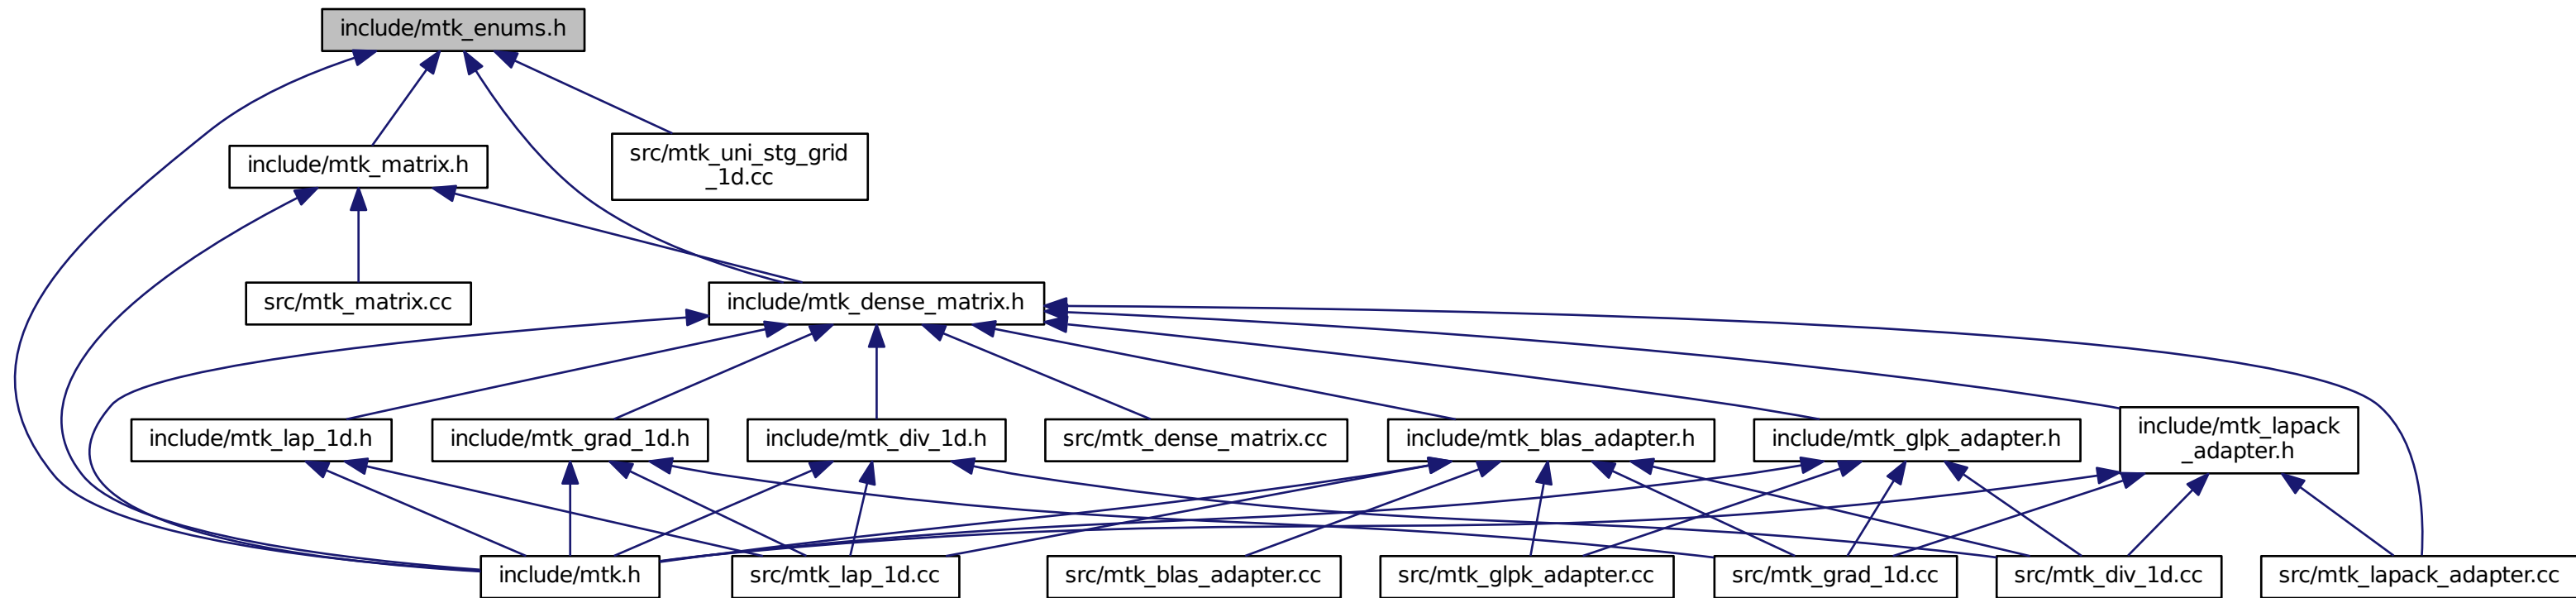 include/mtk_enums.h
include/mtk_matrix.h
src/mtk_uni_stg_grid
_1d.cc
src/mtk_matrix.cc
include/mtk_dense_matrix.h
include/mtk_lap_1d.h
include/mtk_grad_1d.h
include/mtk_div_1d.h
src/mtk_dense_matrix.cc
include/mtk_blas_adapter.h
include/mtk_glpk_adapter.h
include/mtk_lapack
_adapter.h
include/mtk.h
src/mtk_lap_1d.cc
src/mtk_blas_adapter.cc
src/mtk_glpk_adapter.cc
src/mtk_grad_1d.cc
src/mtk_div_1d.cc
src/mtk_lapack_adapter.cc